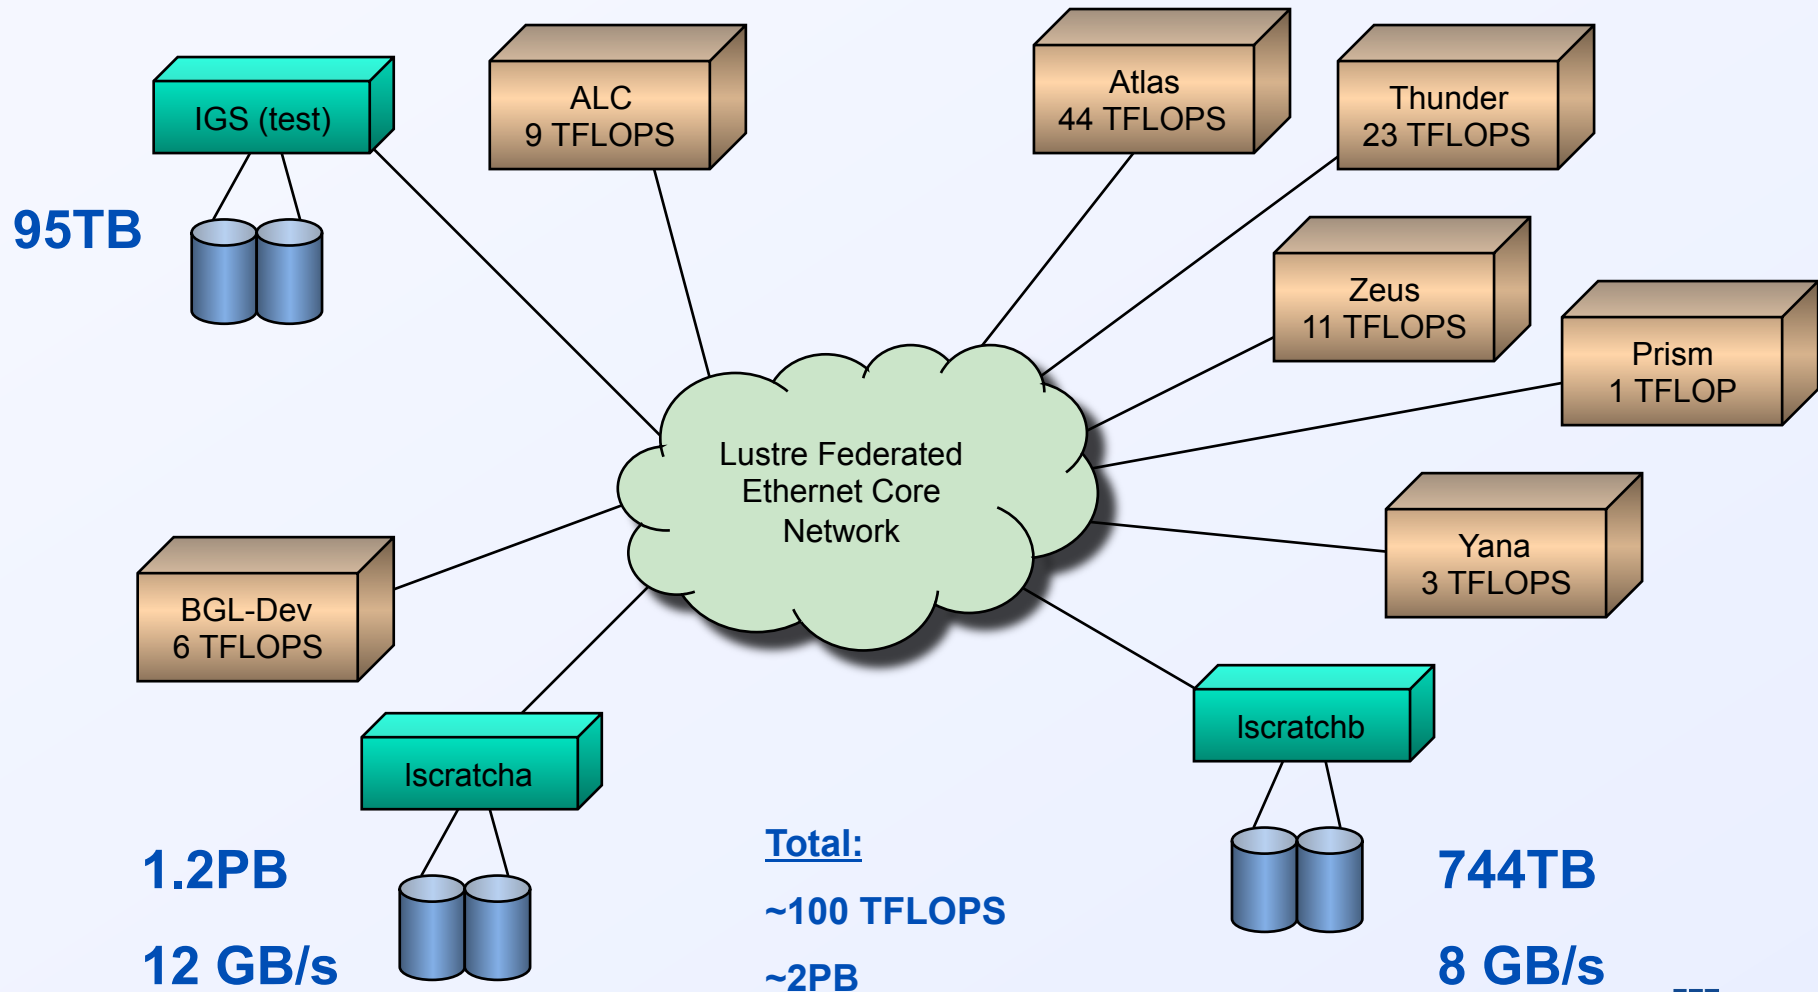 IGS (test)
95TB
ALC
9 TFLOPS
Atlas
44 TFLOPS
Thunder
23 TFLOPS
Zeus
11 TFLOPS
Prism
1 TFLOP
Lustre Federated
Ethernet Core
Network
Yana
3 TFLOPS
BGL-Dev
6 TFLOPS
lscratcha
1.2PB
12 GB/s
Total:
~100 TFLOPS
~2PB
lscratchb
744TB
8 GB/s